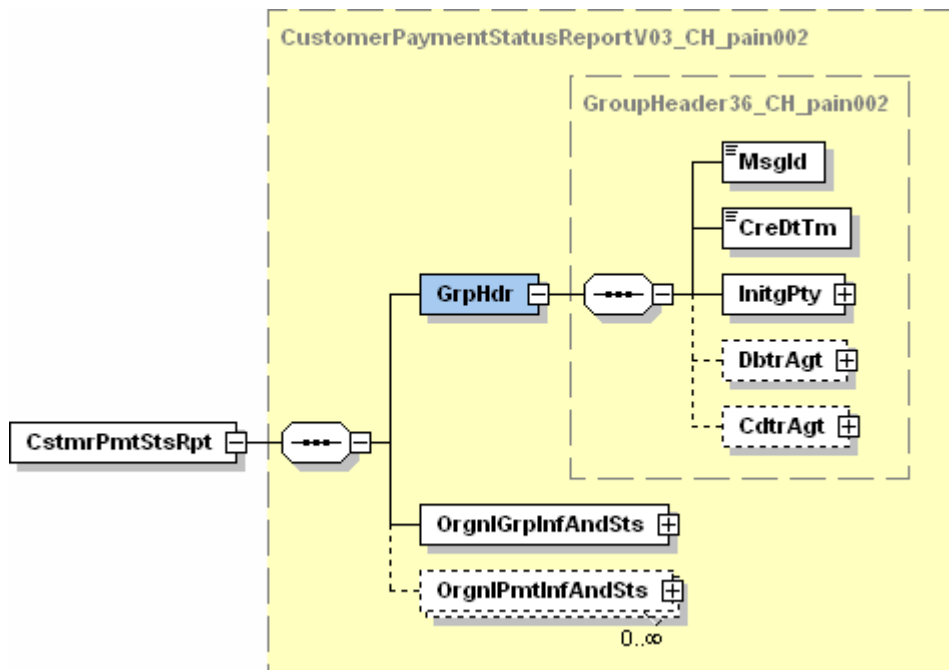 CustomerPaymentStatusReportV03_CH_pain002
GroupHeader36_CH_pain002
MsgId
CreDtTm
GrpHdr
InitgPty
DbtrAgt
CdtrAgt
CstmrPmtStsRpt
OrgnlGrpInfAndSts
OrgnlPmtInfAndSts
0..∞